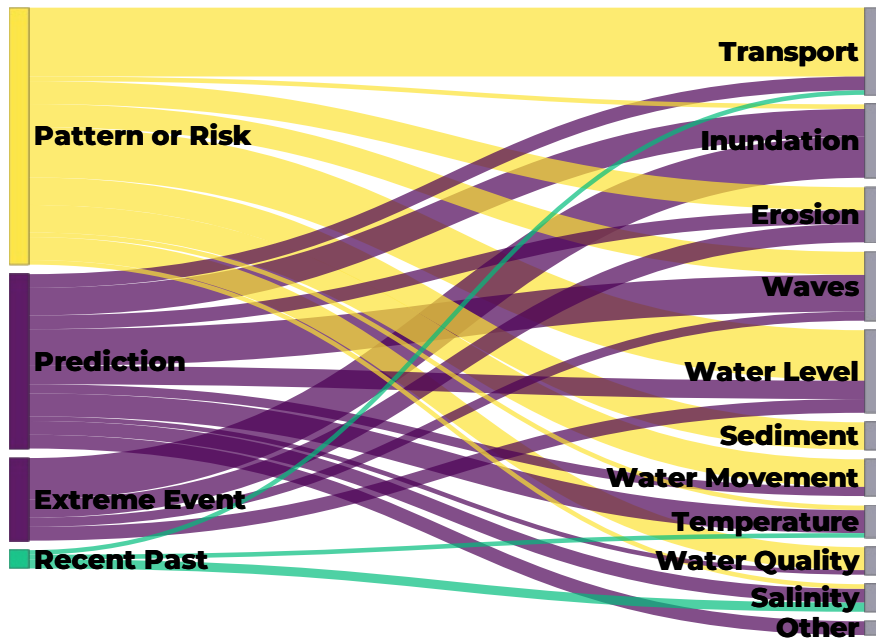 Pattern or Risk
Prediction
Extreme Event
Recent Past
Transport
Inundation
Erosion
Waves
Water Level
Sediment
Water Movement
Temperature
Water Quality
Salinity
Other